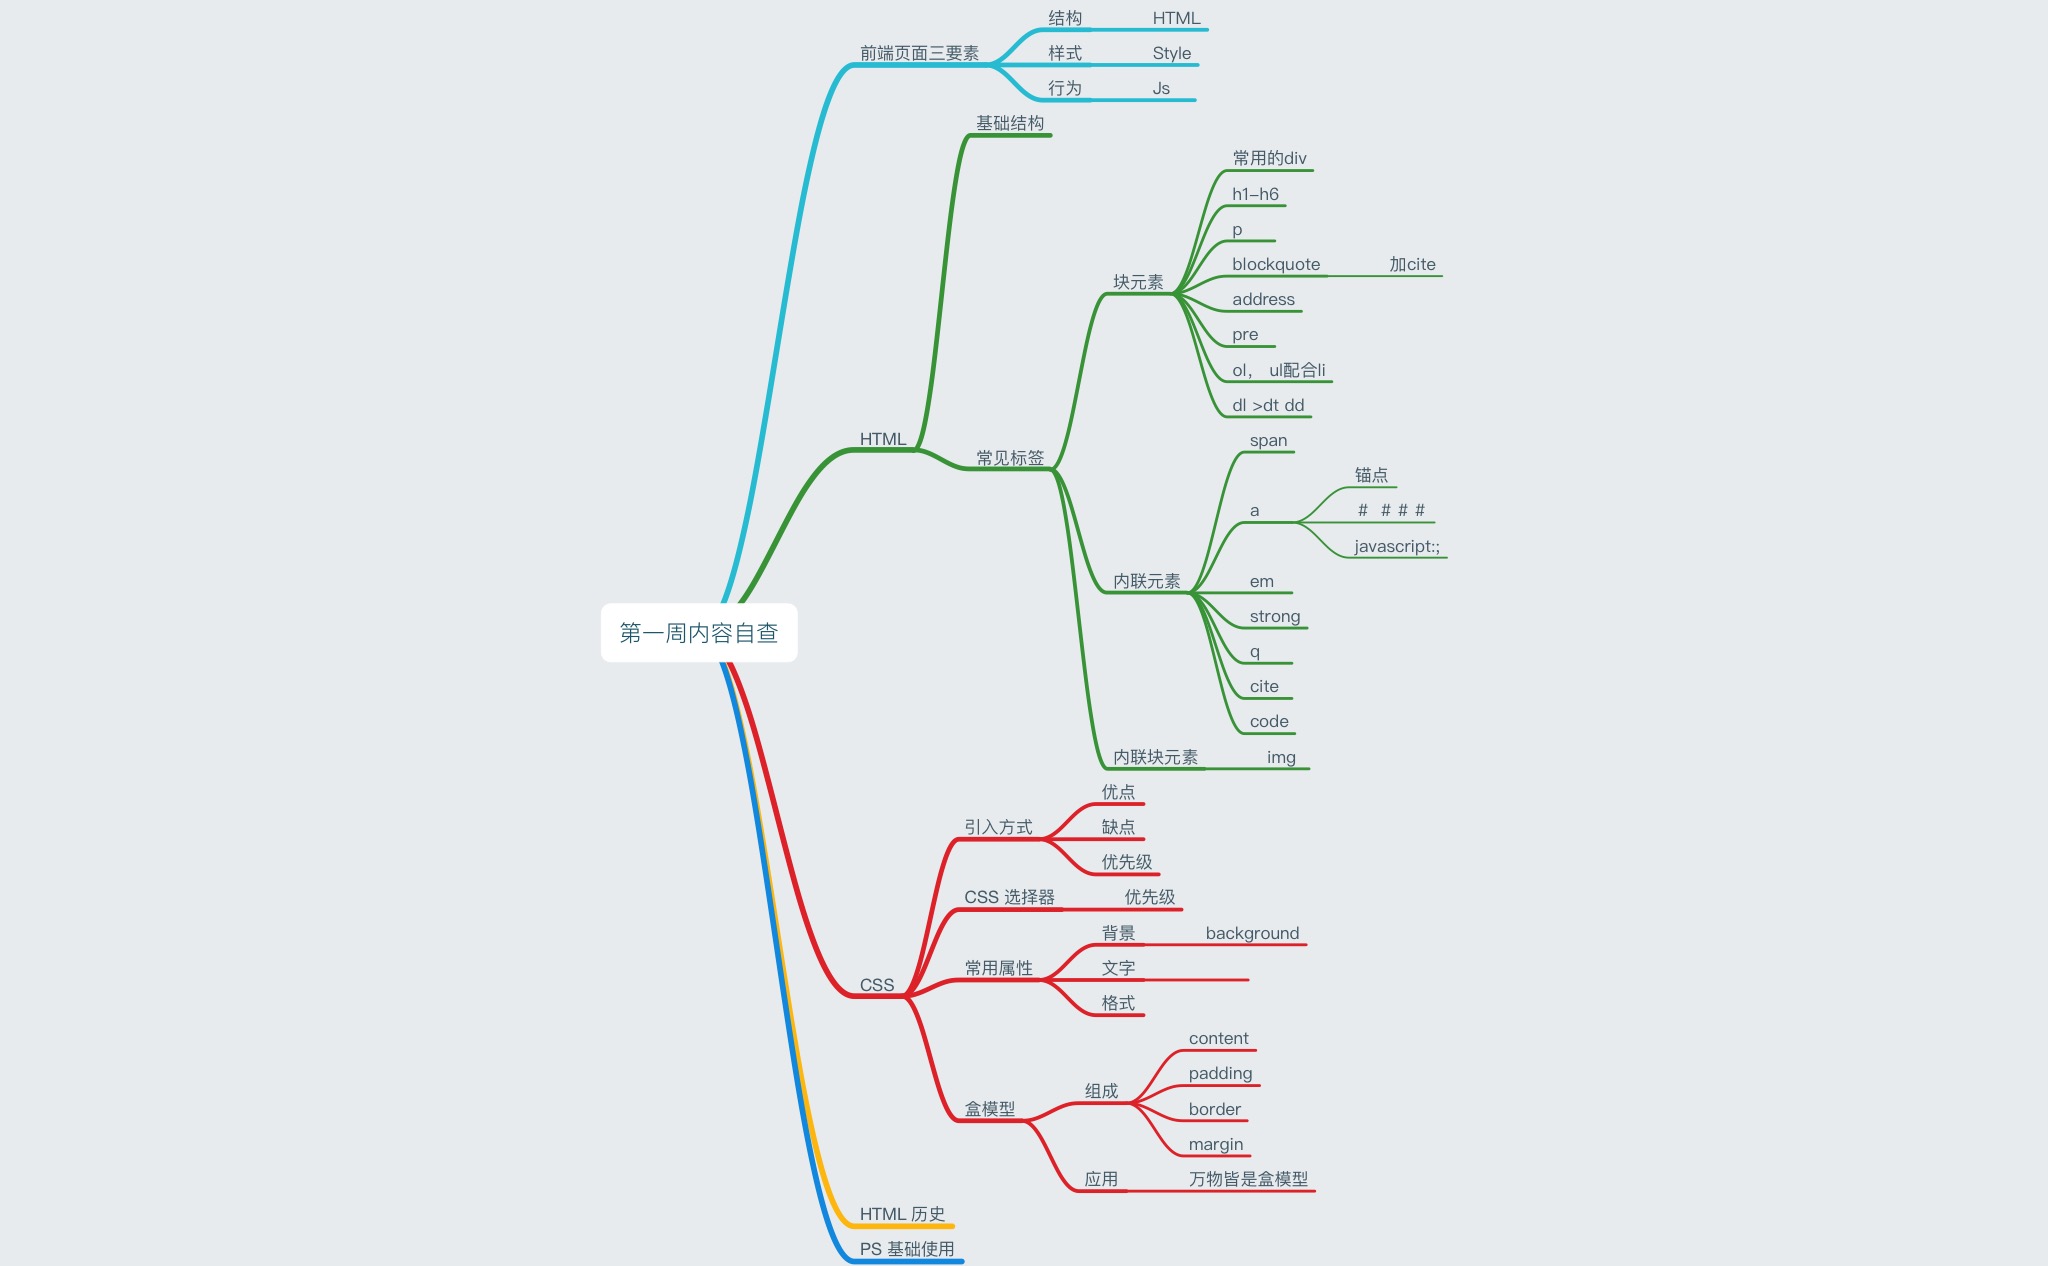 结构
HTML
前端页面三要素
样式
Style
行为
Js
基础结构
常用的div
h1-h6
p
blockquote
加cite
块元素
address
pre
ol， ul配合li
dl >dt dd
HTML
常见标签
span
锚点
a
# # # #
javascript:;
内联元素
em
strong
q
cite
code
内联块元素
img
第一周内容自查
优点
引入方式
缺点
优先级
CSS 选择器
优先级
背景
background
常用属性
文字
格式
CSS
content
padding
组成
border
盒模型
margin
应用
万物皆是盒模型
HTML 历史
PS 基础使用